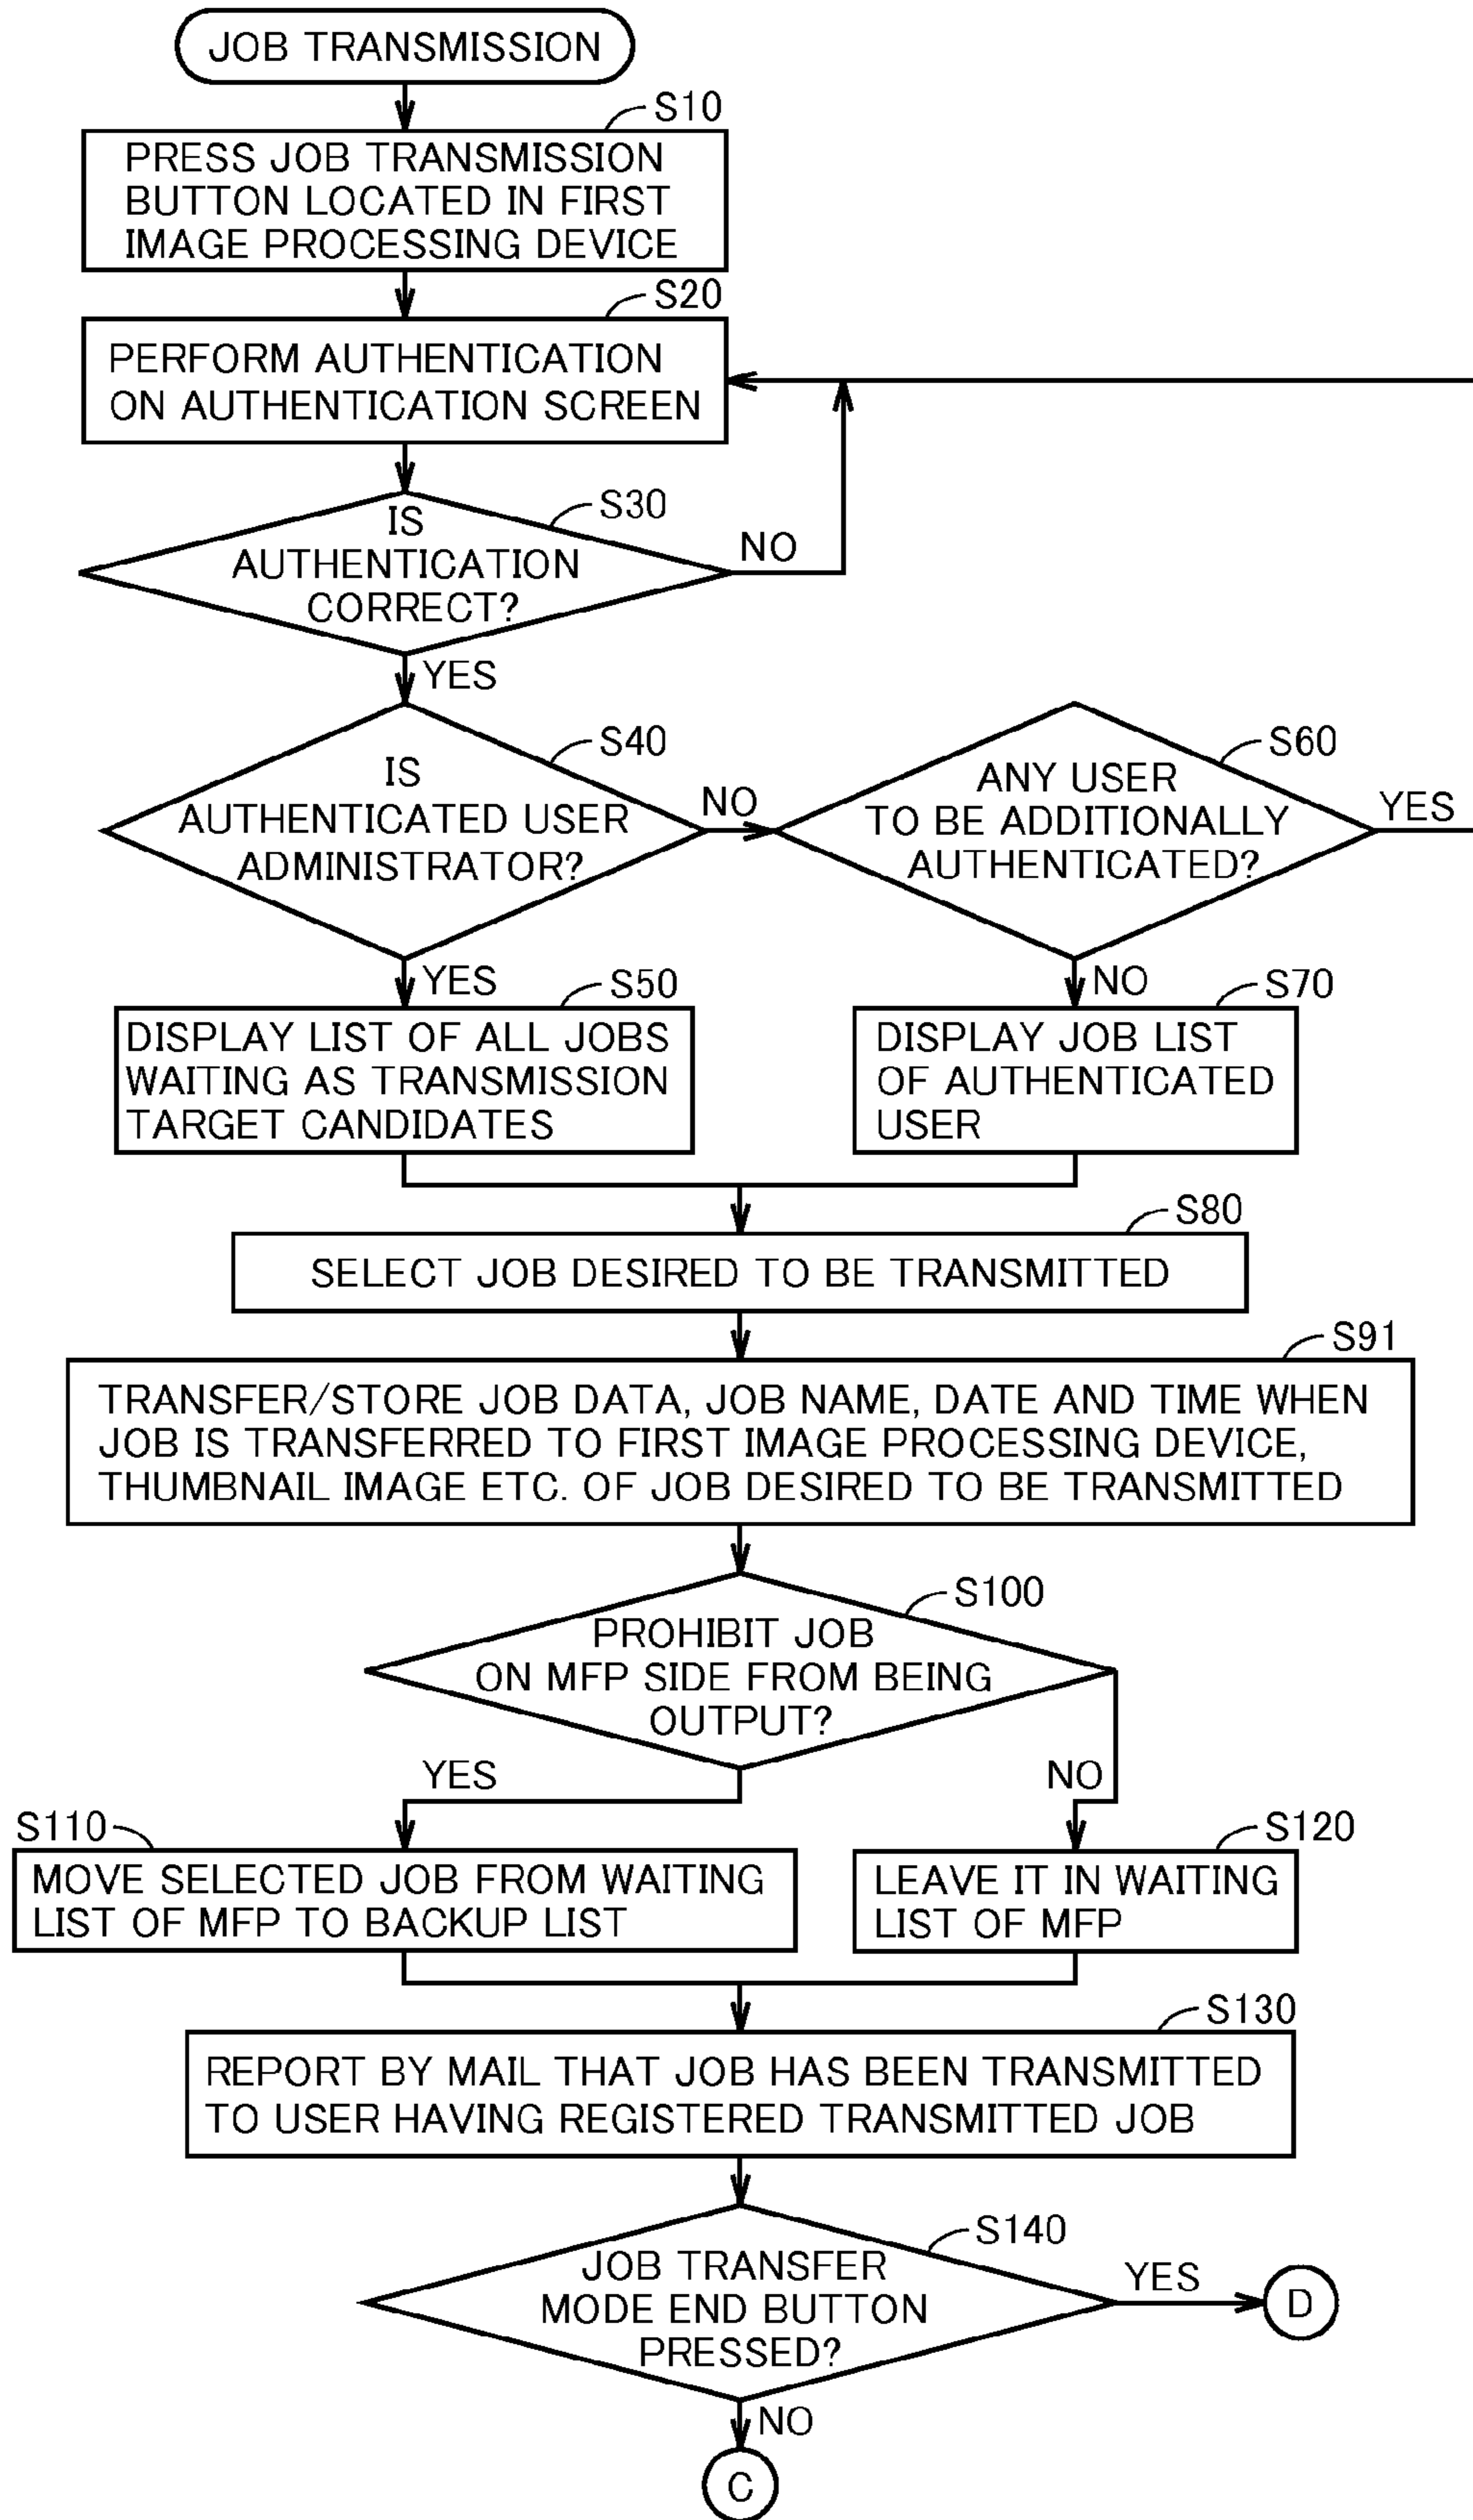 JOB TRANSMISSION
S10
PRESS JOB TRANSMISSION
BUTTON LOCATED IN FIRST
IMAGE PROCESSING DEVICE
S20
PERFORM AUTHENTICATION
ON AUTHENTICATION SCREEN
S30
IS
AUTHENTICATION
CORRECT?
NO
YES
S40
IS
AUTHENTICATED USER
ADMINISTRATOR?
NO
S60
ANY USER
TO BE ADDITIONALLY
AUTHENTICATED?
YES
YES
S50
DISPLAY LIST OF ALL JOBS
WAITING AS TRANSMISSION
TARGET CANDIDATES
NO
S70
DISPLAY JOB LIST
OF AUTHENTICATED
USER
S80
SELECT JOB DESIRED TO BE TRANSMITTED
S91
TRANSFER/STORE JOB DATA, JOB NAME, DATE AND TIME WHEN
JOB IS TRANSFERRED TO FIRST IMAGE PROCESSING DEVICE,
THUMBNAIL IMAGE ETC. OF JOB DESIRED TO BE TRANSMITTED
S100
PROHIBIT JOB
ON MFP SIDE FROM BEING
OUTPUT?
YES
NO
S110
MOVE SELECTED JOB FROM WAITING
LIST OF MFP TO BACKUP LIST
S120
LEAVE IT IN WAITING
LIST OF MFP
S130
REPORT BY MAIL THAT JOB HAS BEEN TRANSMITTED
TO USER HAVING REGISTERED TRANSMITTED JOB
S140
JOB TRANSFER
MODE END BUTTON
PRESSED?
YES
D
NO
C